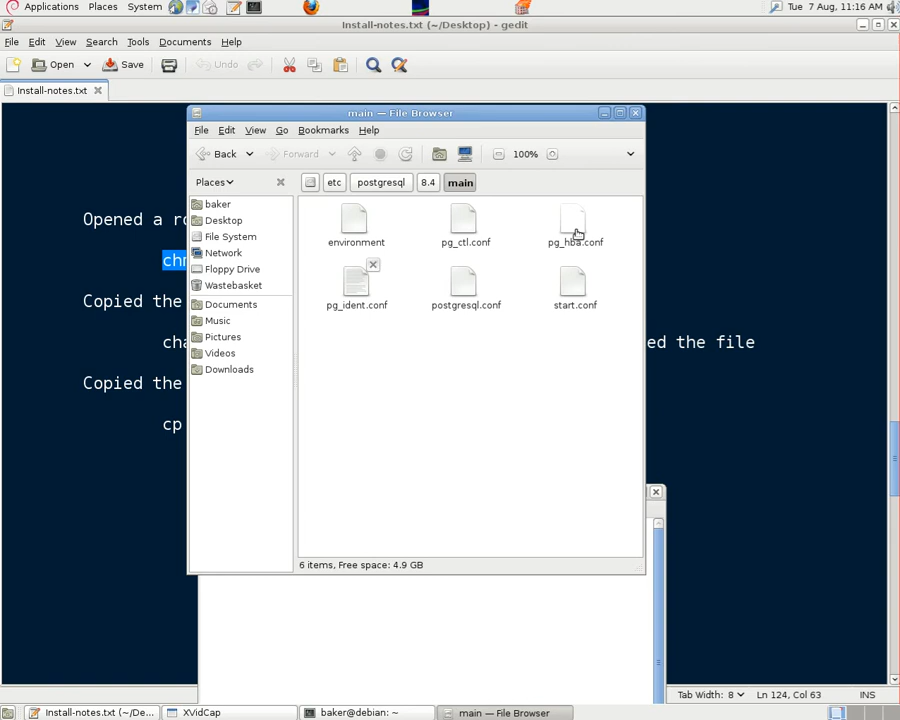 Applications Places System Tue 7 Aug, 11:16 AM
Install-notes.txt (~/Desktop) - gedit
File Edit View Search Tools Documents Help
Open Save Undo
Install-notes.txt
main — File Browser
File Edit View Go Bookmarks Help
Back Forward 100%
Places etc postgresql 8.4 main
baker
Desktop
File System
Network
Floppy Drive
Wastebasket
Documents
Music
Pictures
Videos
Downloads
environment pg_ctl.conf pg_hba.conf
pg_ident.conf postgresql.conf start.conf
6 items, Free space: 4.9 GB
Opened a ro
chm
Copied the
cha ed the file
Copied the
cp
Tab Width: 8 Ln 124, Col 63 INS
Install-notes.txt (~/De... XVidCap baker@debian: ~ main — File Browser